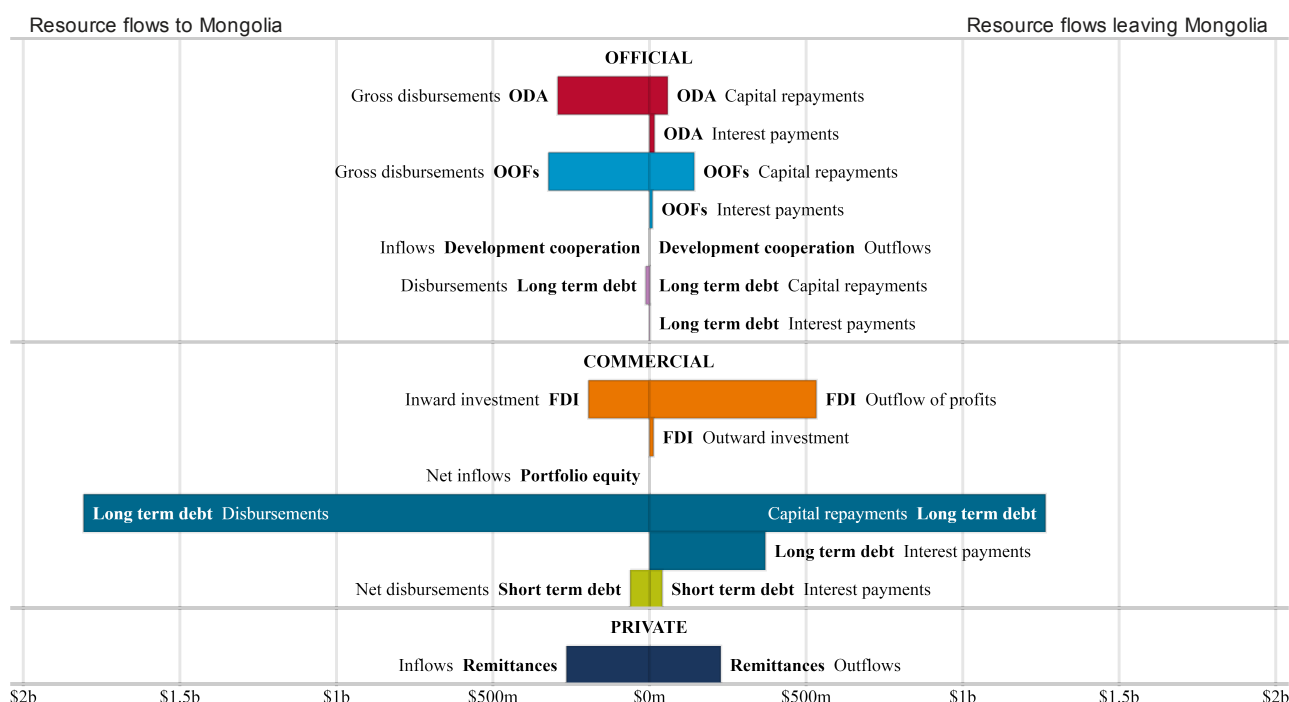 Resource flows to Mongolia Resource flows leaving Mongolia
OFFICIAL
Gross disbursements ODA ODA Capital repayments
ODA Interest payments
Gross disbursements OOFs OOFs Capital repayments
OOFs Interest payments
Inflows Development cooperation Development cooperation Outflows
Disbursements Long term debt Long term debt Capital repayments
Long term debt Interest payments
COMMERCIAL
Inward investment FDI FDI Outflow of profits
FDI Outward investment
Net inflows Portfolio equity
Long term debt Disbursements Capital repayments Long term debt
Long term debt Interest payments
Net disbursements Short term debt Short term debt Interest payments
PRIVATE
Inflows Remittances Remittances Outflows
$2b $1.5b $1b $500m $0m $500m $1b $1.5b $2b